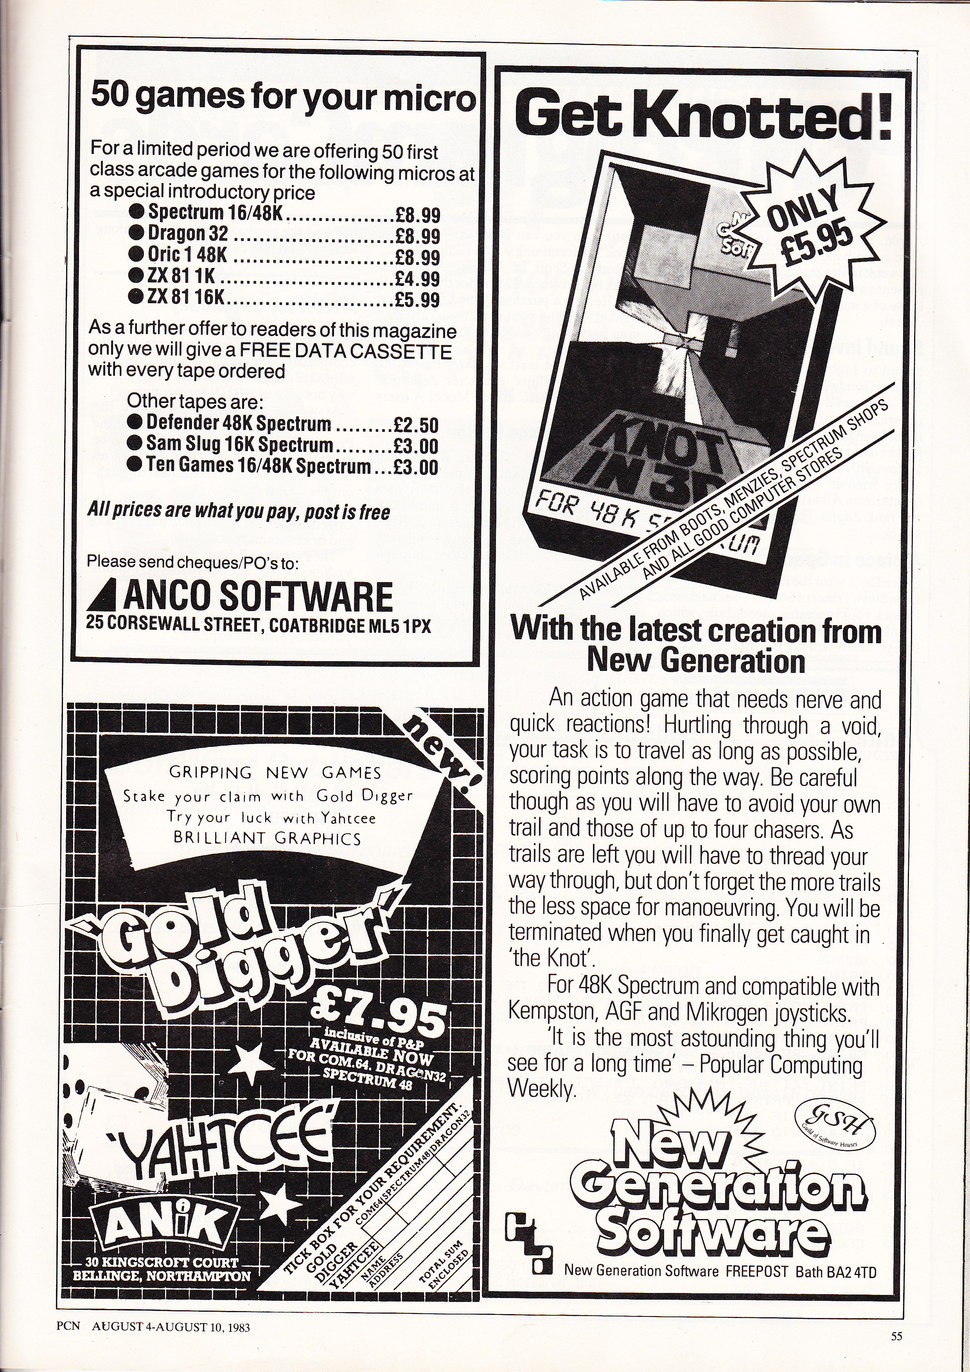 50 games for your micro
For a limited period we are offering 50 first
class arcade games for the following micros at
a special introductory price
● Spectrum 16/48K..................£8.99
● Dragon 32 ..........................£8.99
● Oric 1 48K ..........................£8.99
● ZX 81 1K ............................£4.99
● ZX 81 16K...........................£5.99
As a further offer to readers of this magazine
only we will give a FREE DATA CASSETTE
with every tape ordered
Other tapes are:
● Defender 48K Spectrum .........£2.50
● Sam Slug 16K Spectrum.........£3.00
● Ten Games 16/48K Spectrum ...£3.00
All prices are what you pay, post is free
Please send cheques/PO's to:
ANCO SOFTWARE
25 CORSEWALL STREET, COATBRIDGE ML5 1PX
new!
GRIPPING NEW GAMES
Stake your claim with Gold Digger
Try your luck with Yahtcee
BRILLIANT GRAPHICS
"Gold
Digger"
£7.95
inclusive of P&P
AVAILABLE NOW
FOR COM.64. DRAGON32
SPECTRUM 48
'YAHTCEE'
ANiK
30 KINGSCROFT COURT
BELLINGE, NORTHAMPTON
TICK BOX FOR YOUR REQUIREMENT.
COM64|SPECTRUM48|DRAGON32
GOLD
DIGGER
YAHTCEE
NAME
ADDRESS
TOTAL SUM
ENCLOSED
Get Knotted!
ONLY
£5.95
KNOT
IN 3D
FOR 48K SP RUM
AVAILABLE FROM BOOTS, MENZIES, SPECTRUM SHOPS
AND ALL GOOD COMPUTER STORES
With the latest creation from
New Generation
An action game that needs nerve and
quick reactions! Hurtling through a void,
your task is to travel as long as possible,
scoring points along the way. Be careful
though as you will have to avoid your own
trail and those of up to four chasers. As
trails are left you will have to thread your
way through, but don't forget the more trails
the less space for manoeuvring. You will be
terminated when you finally get caught in
'the Knot'.
For 48K Spectrum and compatible with
Kempston, AGF and Mikrogen joysticks.
'It is the most astounding thing you'll
see for a long time' – Popular Computing
Weekly.
GSH
Guild of Software Houses
New
Generation
Software
New Generation Software FREEPOST Bath BA2 4TD
PCN AUGUST 4-AUGUST 10, 1983
55